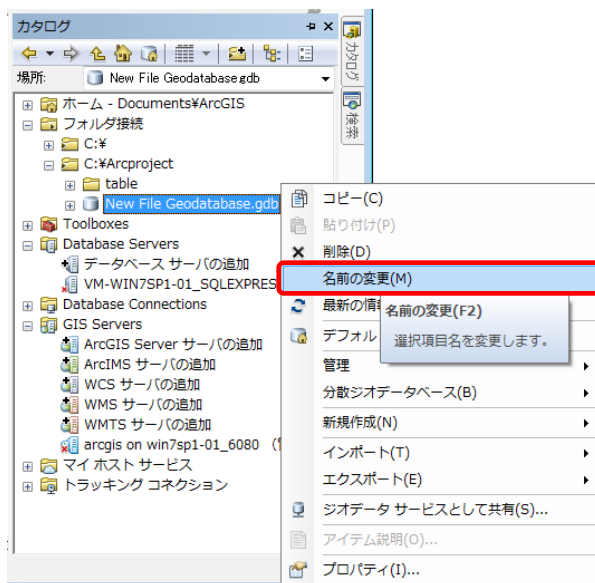 カタログ
場所:
New File Geodatabase.gdb
カタログ
検索
ホーム - Documents¥ArcGIS
フォルダ接続
C:¥
C:¥Arcproject
table
New File Geodatabase.gdb
Toolboxes
Database Servers
データベース サーバの追加
VM-WIN7SP1-01_SQLEXPRES
Database Connections
GIS Servers
ArcGIS Server サーバの追加
ArcIMS サーバの追加
WCS サーバの追加
WMS サーバの追加
WMTS サーバの追加
arcgis on win7sp1-01_6080
マイ ホスト サービス
トラッキング コネクション
コピー(C)
貼り付け(P)
削除(D)
名前の変更(M)
最新の情
名前の変更(F2)
選択項目名を変更します。
デフォル
管理
分散ジオデータベース(B)
新規作成(N)
インポート(T)
エクスポート(E)
ジオデータ サービスとして共有(S)...
アイテム説明(O)...
プロパティ(I)...